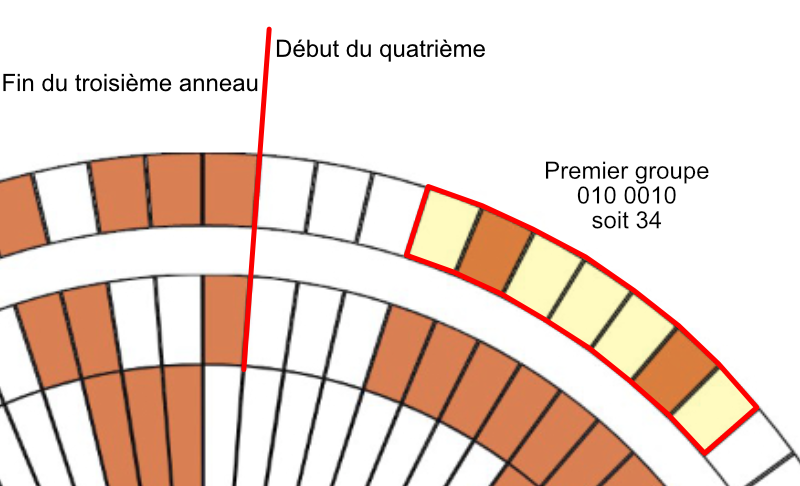 Début du quatrième
Fin du troisième anneau
Premier groupe
010 0010
soit 34